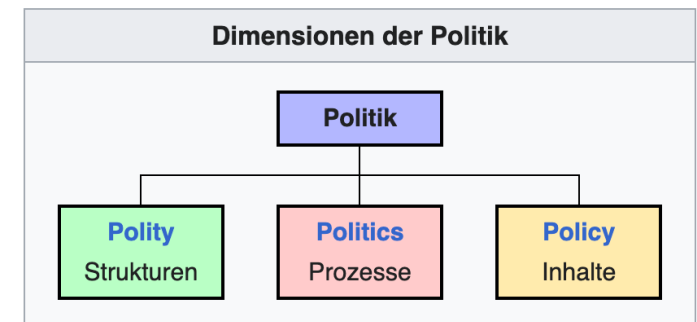 Dimensionen der Politik
Politik
Polity
Strukturen
Politics
Prozesse
Policy
Inhalte